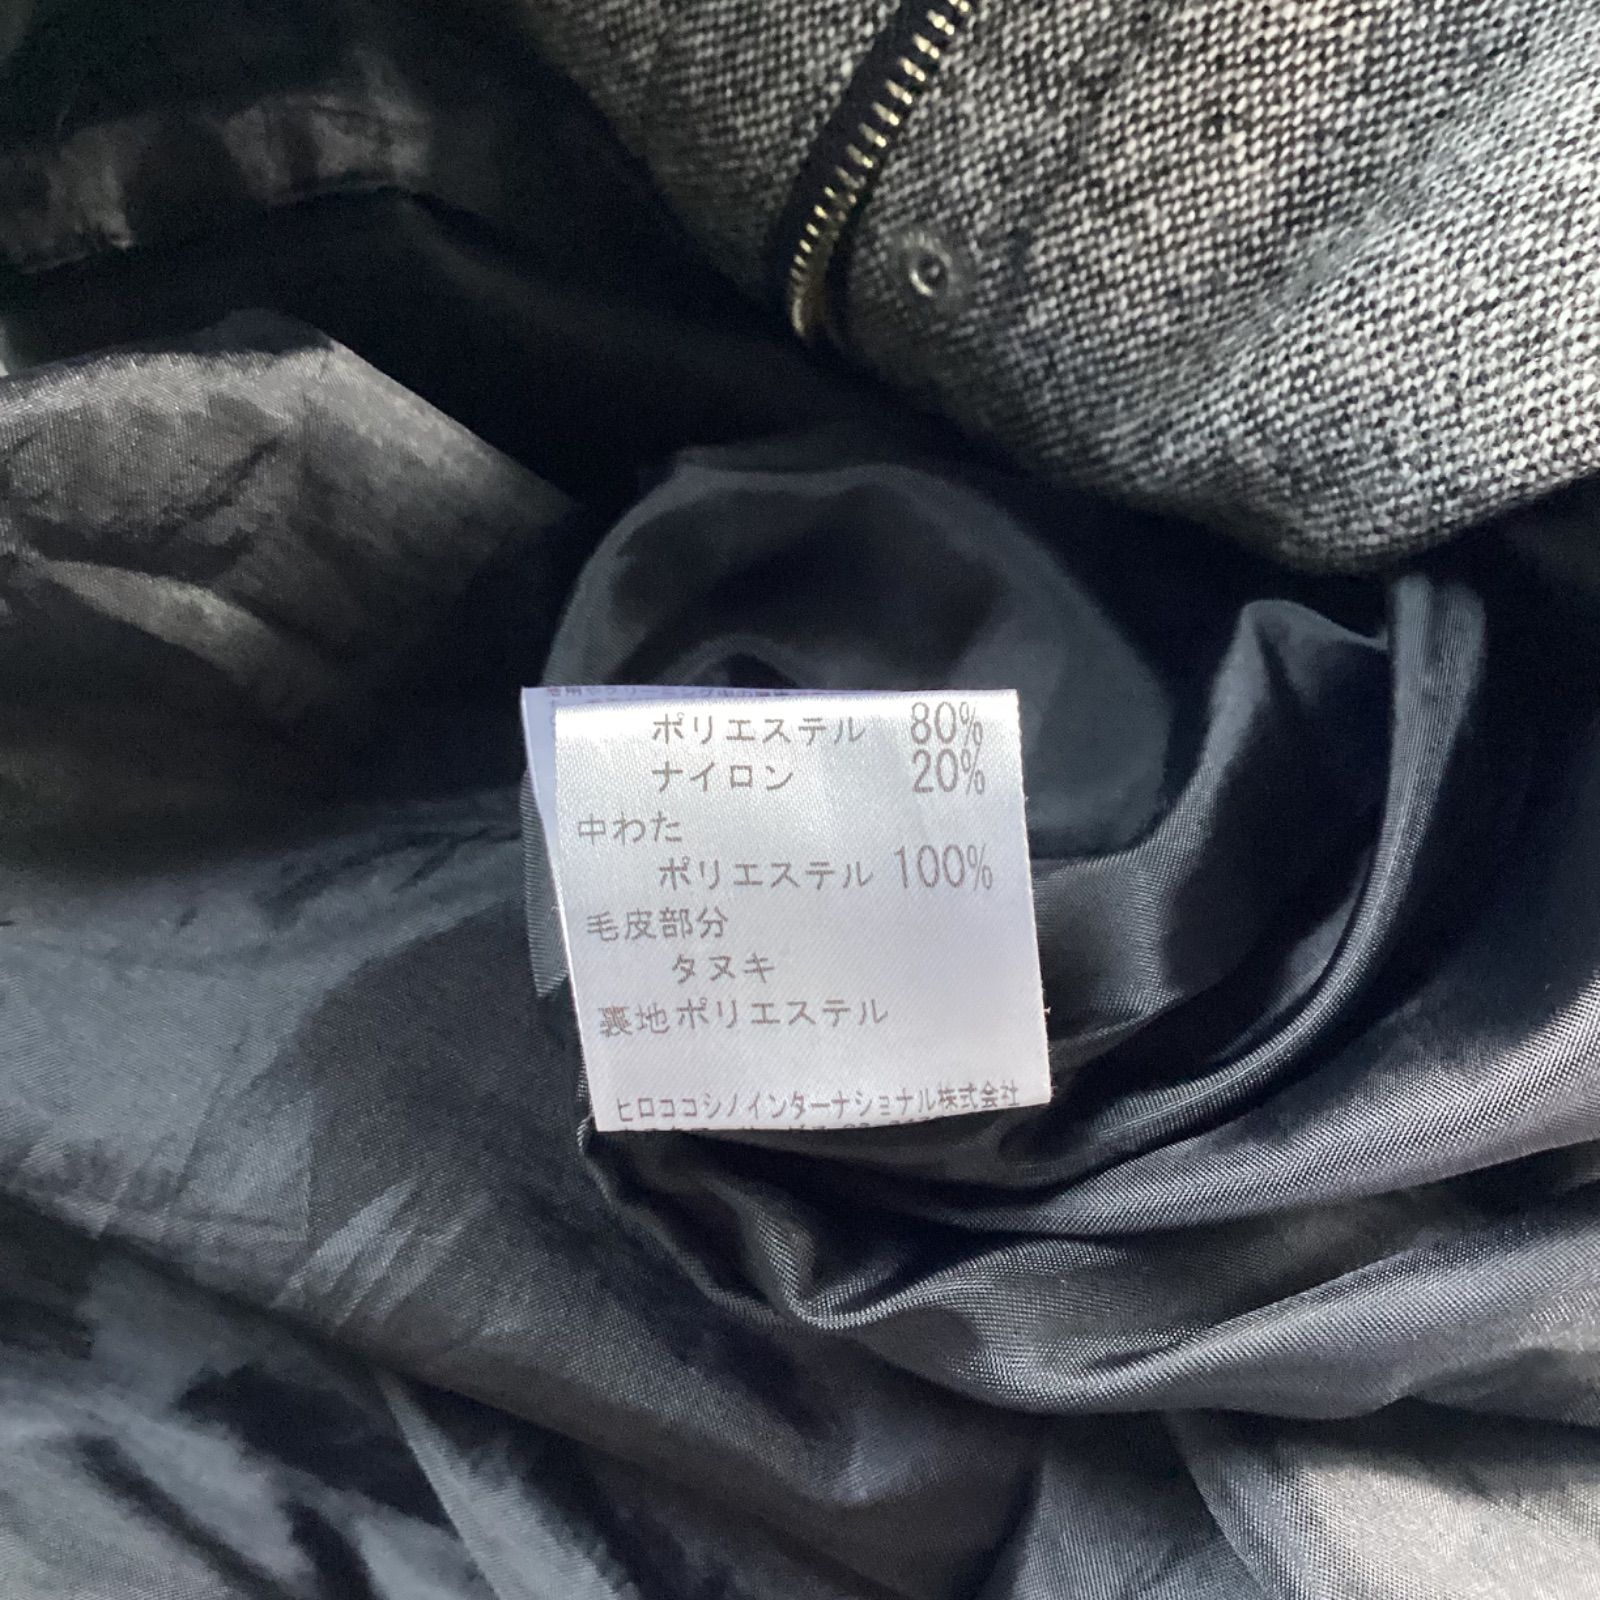 ポリエステル 80%
ナイロン 20%
中わた
ポリエステル 100%
毛皮部分
タヌキ
裏地ポリエステル
ヒロココシノインターナショナル株式会社